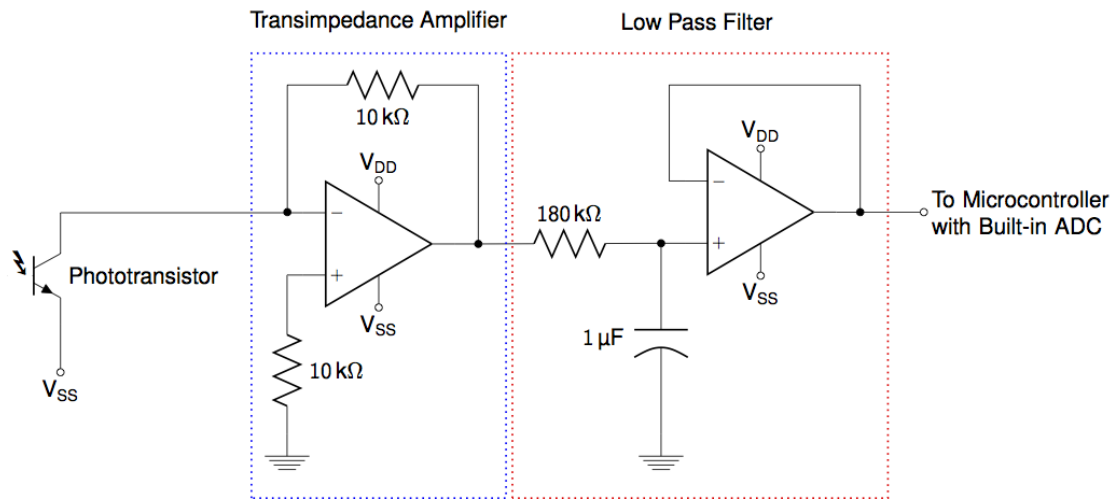 Transimpedance Amplifier
Low Pass Filter
10 kΩ
V_DD
−
+
V_SS
10 kΩ
Phototransistor
V_SS
180 kΩ
1 µF
V_DD
−
+
V_SS
To Microcontroller
with Built-in ADC